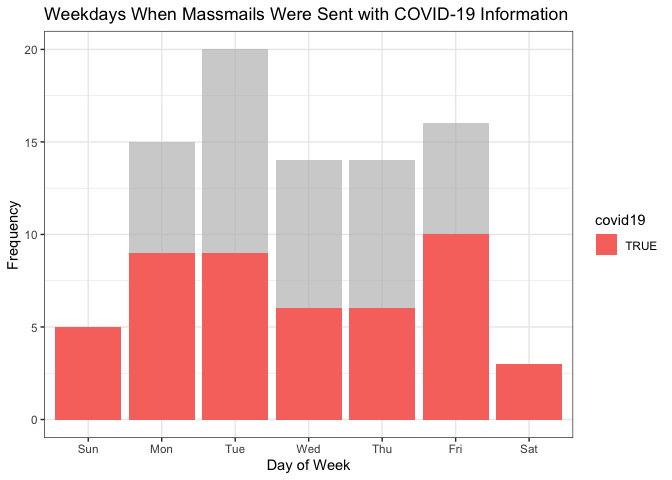 Weekdays When Massmails Were Sent with COVID-19 Information
20
15
10
5
0
Frequency
Sun Mon Tue Wed Thu Fri Sat
Day of Week
covid19
TRUE